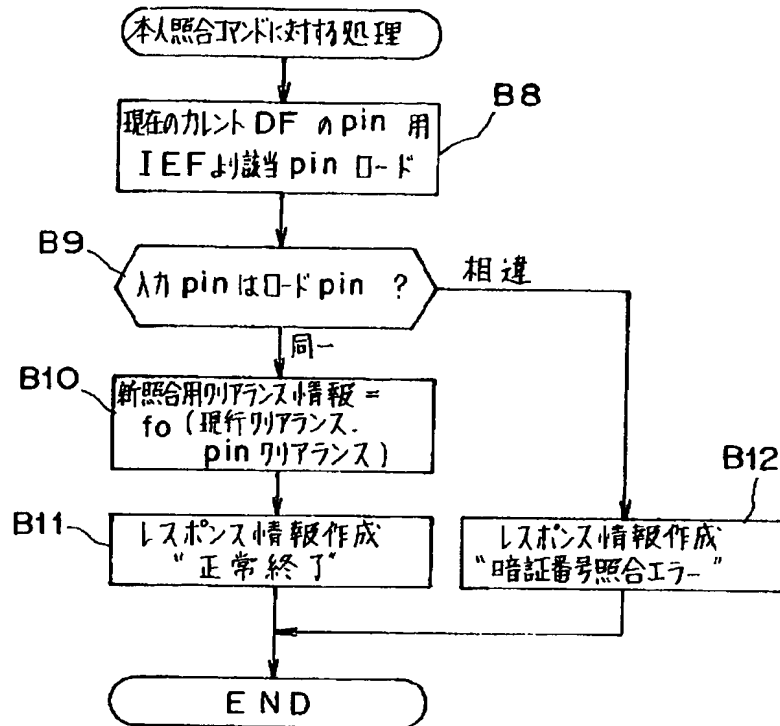 本人照合コマンドに対する処理
B8
現在のカレントDFのpin用
IEFより該当pinロード
B9
入力pinはロードpin ?
相違
同一
B10
新照合用クリアランス情報=
fo(現行クリアランス.
pinクリアランス)
B11
レスポンス情報作成
"正常終了"
B12
レスポンス情報作成
"暗証番号照合エラー"
END